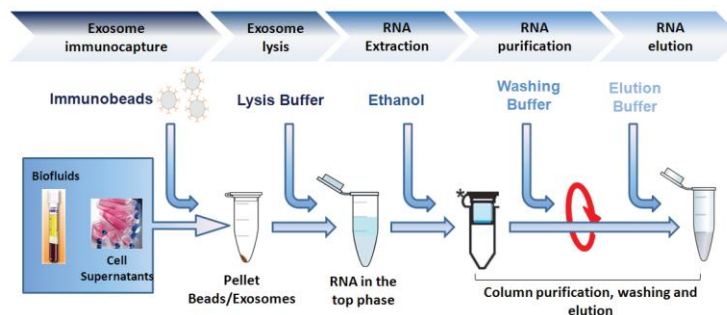 Exosome
immunocapture
Exosome
lysis
RNA
Extraction
RNA
purification
RNA
elution
Immunobeads
Lysis Buffer
Ethanol
Washing
Buffer
Elution
Buffer
Biofluids
Cell
Supernatants
*
Pellet
Beads/Exosomes
RNA in the
top phase
Column purification, washing and
elution